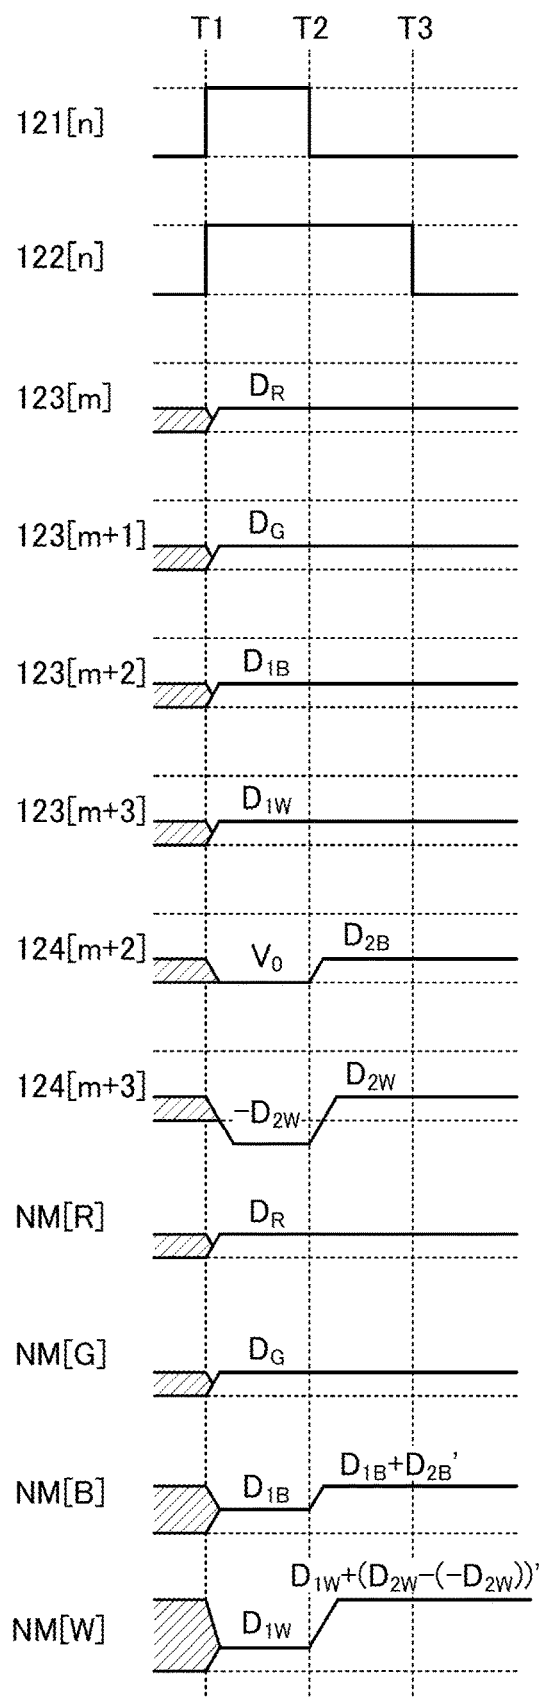 T1 T2 T3
121[n]
122[n]
123[m] D_R
123[m+1] D_G
123[m+2] D_1B
123[m+3] D_1W
124[m+2] V_0 D_2B
124[m+3] -D_2W D_2W
NM[R] D_R
NM[G] D_G
NM[B] D_1B D_1B+D_2B'
NM[W] D_1W D_1W+(D_2W-(-D_2W))'